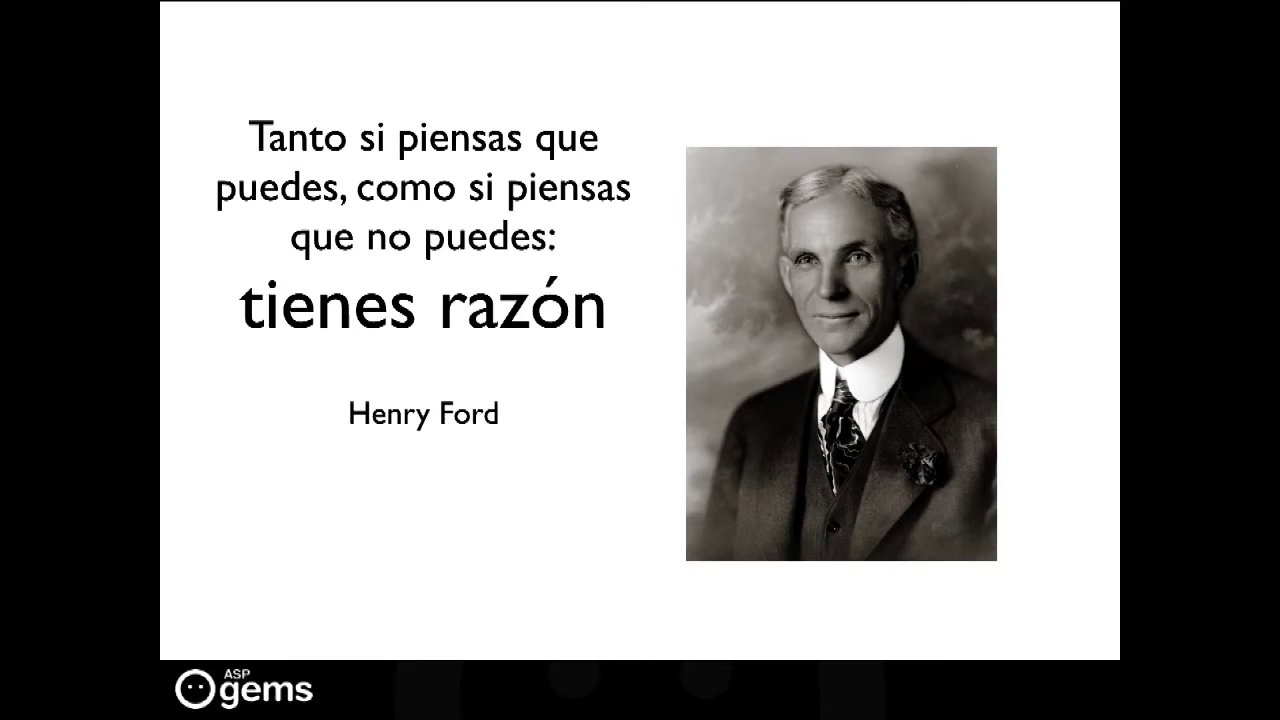 Tanto si piensas que
puedes, como si piensas
que no puedes:
tienes razón
Henry Ford
ASP
gems